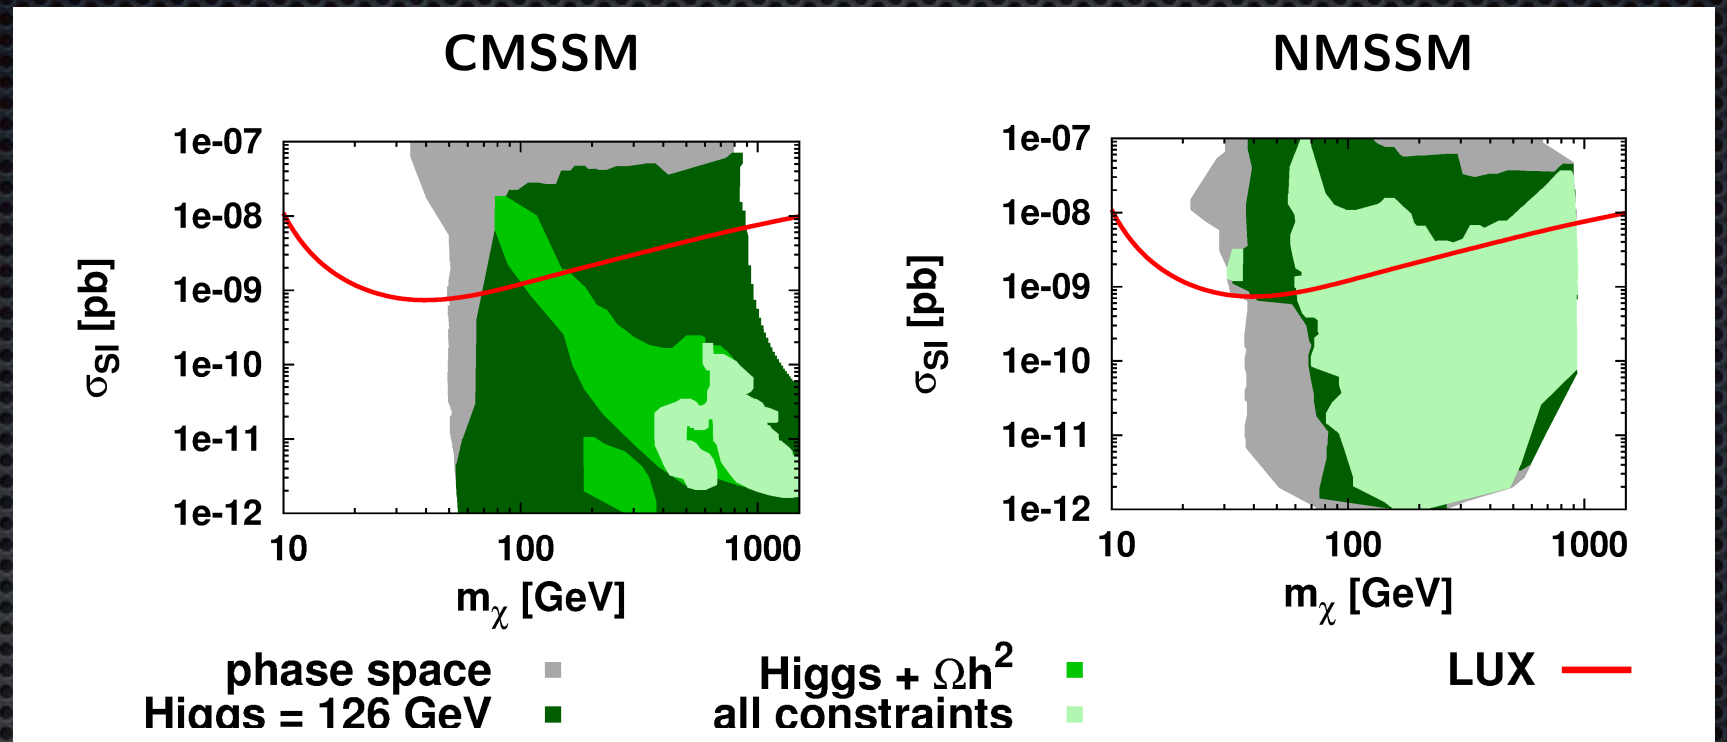 CMSSM
NMSSM
1e-07
1e-08
1e-09
1e-10
1e-11
1e-12
σSI [pb]
10 100 1000
mχ [GeV]
1e-07
1e-08
1e-09
1e-10
1e-11
1e-12
σSI [pb]
10 100 1000
mχ [GeV]
phase space
Higgs = 126 GeV
Higgs + Ωh²
all constraints
LUX